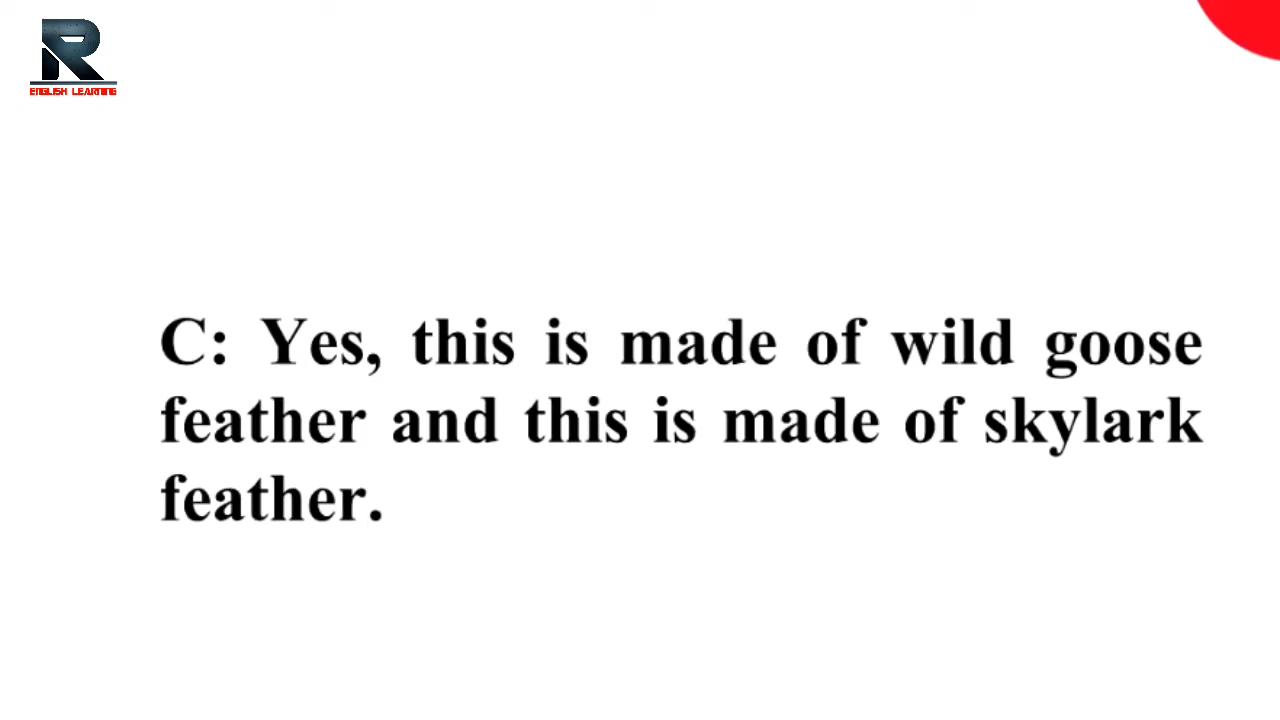 R
ENGLISH LEARNING
C: Yes, this is made of wild goose
feather and this is made of skylark
feather.